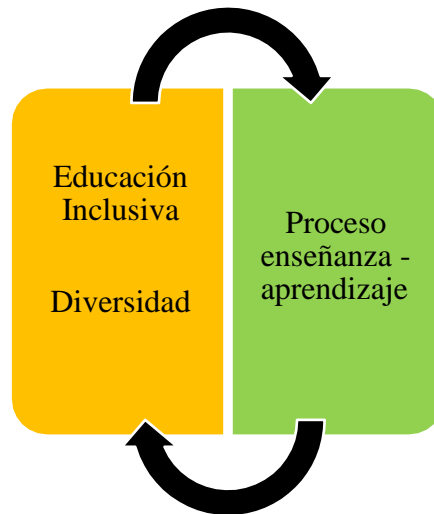 Educación
Inclusiva
Diversidad
Proceso
enseñanza -
aprendizaje